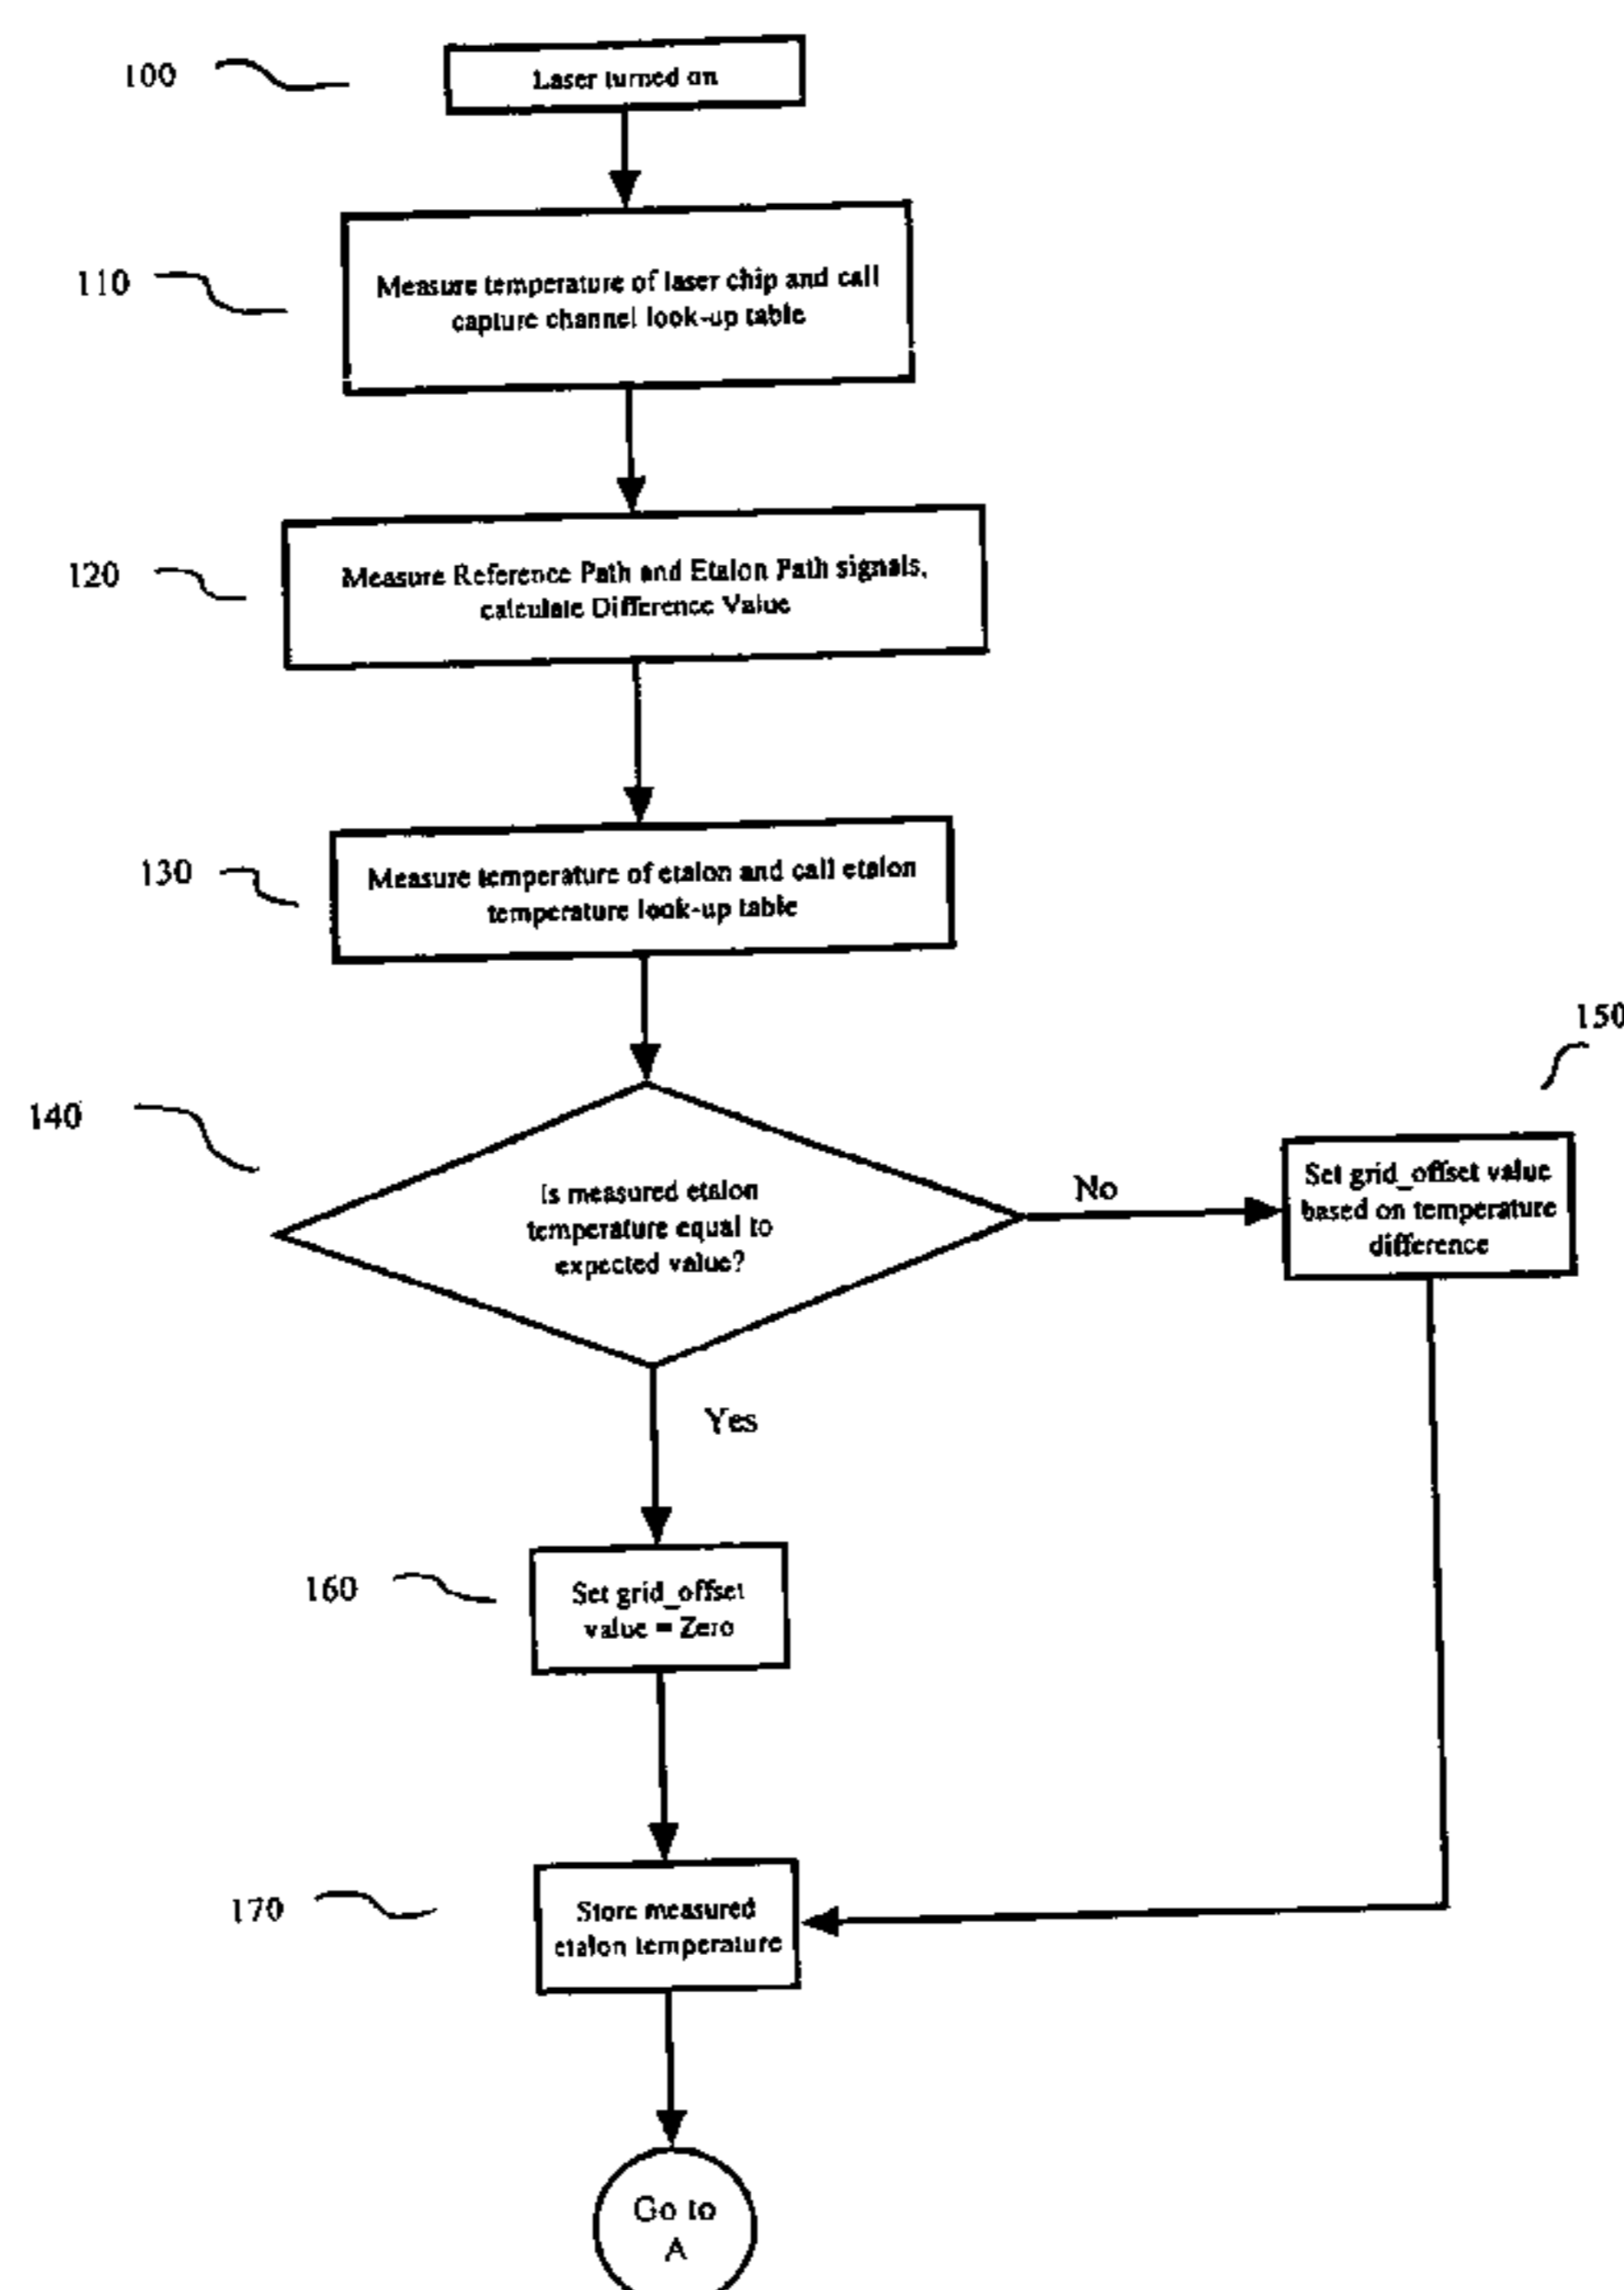 100
Laser turned on
110
Measure temperature of laser chip and call
capture channel look-up table
120
Measure Reference Path and Etalon Path signals,
calculate Difference Value
130
Measure temperature of etalon and call etalon
temperature look-up table
140
Is measured etalon
temperature equal to
expected value?
No
150
Set grid_offset value
based on temperature
difference
Yes
160
Set grid_offset
value = Zero
170
Store measured
etalon temperature
Go to
A